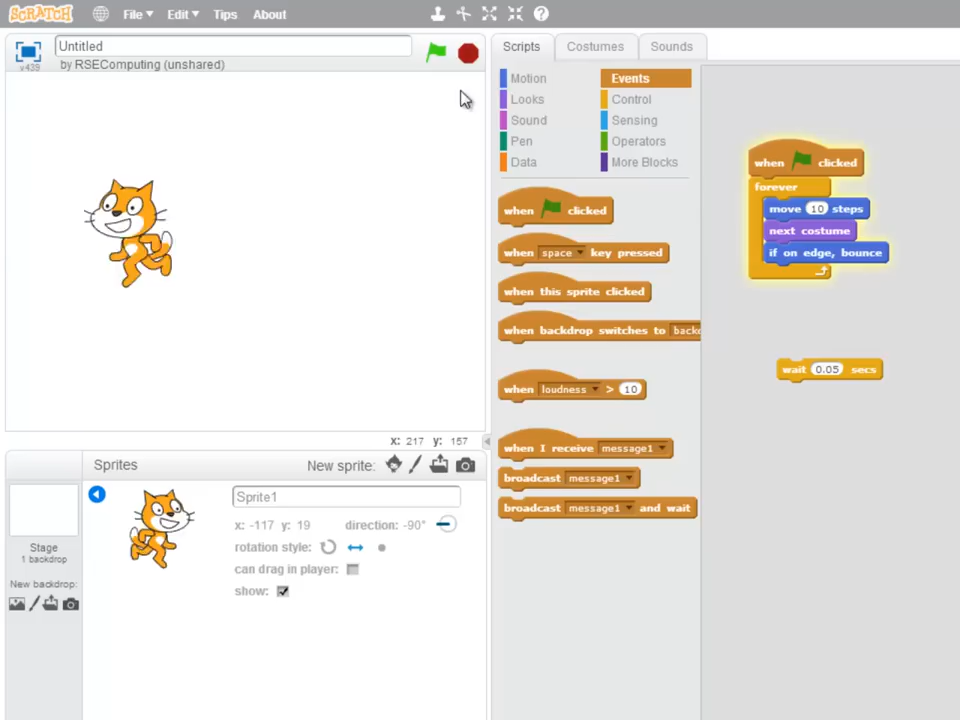 SCRATCH File Edit Tips About
v439 Untitled
by RSEComputing (unshared)
Scripts Costumes Sounds
Motion Events
Looks Control
Sound Sensing
Pen Operators
Data More Blocks
when clicked
when space key pressed
when this sprite clicked
when backdrop switches to
when loudness > 10
when I receive message1
broadcast message1
broadcast message1 and wait
when clicked
forever
move 10 steps
next costume
if on edge, bounce
wait 0.05 secs
x: 217 y: 157
Sprites New sprite:
Sprite1
x: -117 y: 19 direction: -90°
rotation style:
can drag in player:
show:
Stage
1 backdrop
New backdrop: